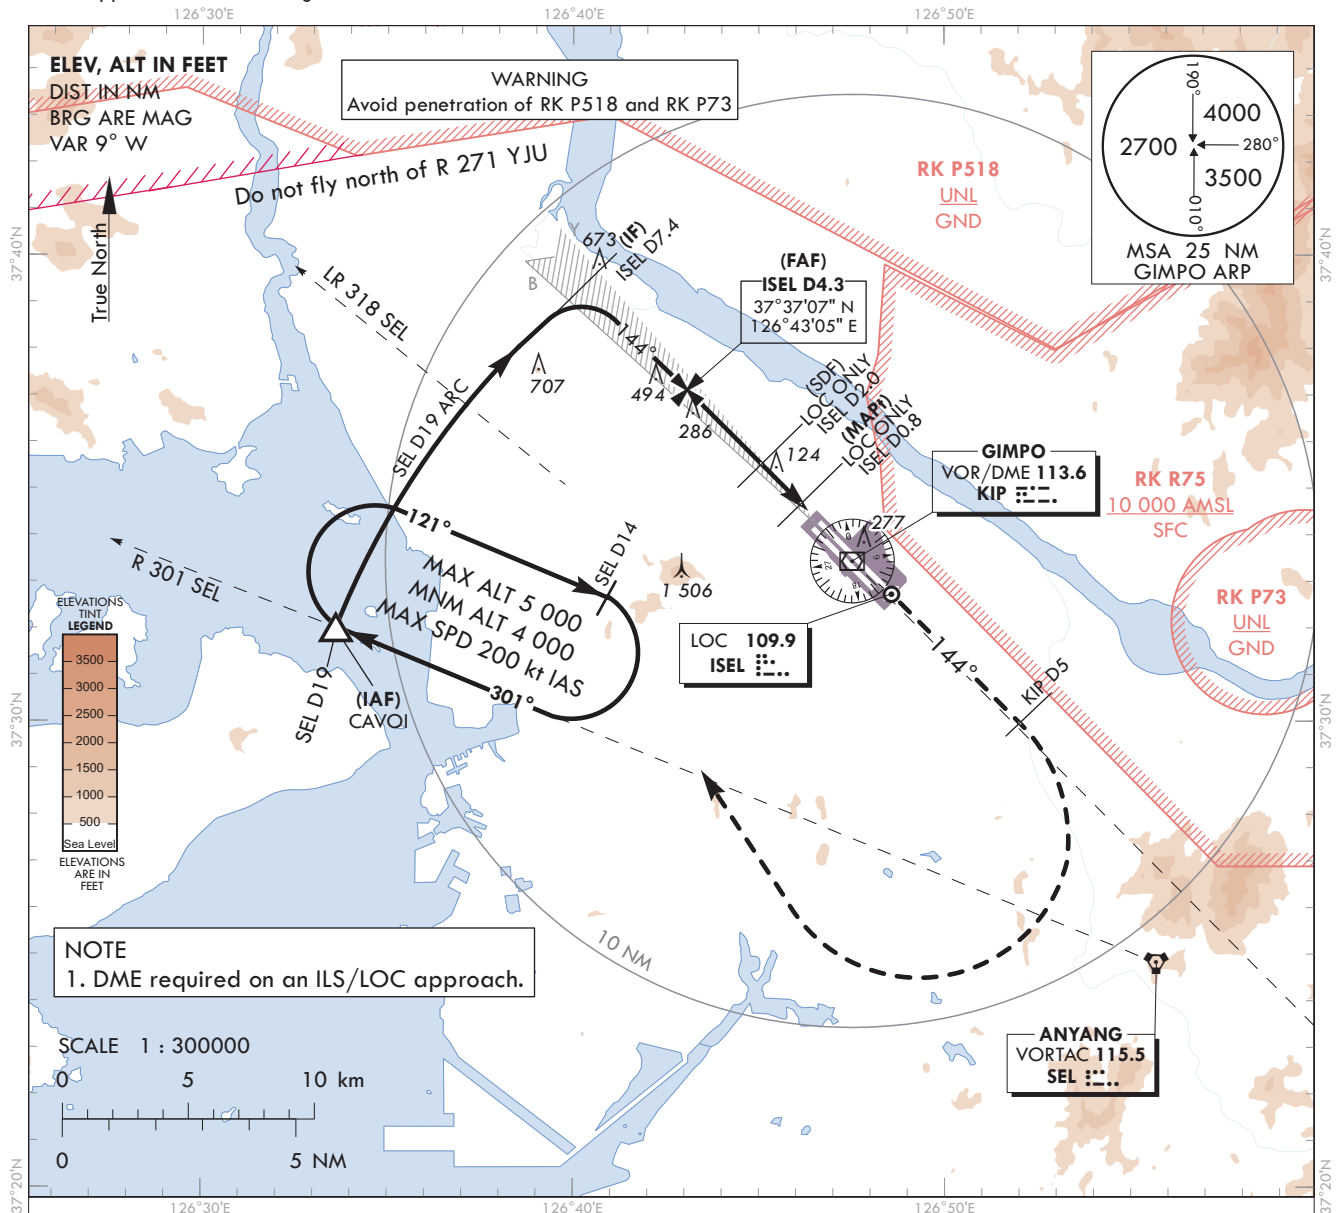 126°30'E
126°40'E
126°50'E
ELEV, ALT IN FEET
DIST IN NM
BRG ARE MAG
VAR 9° W
True North
WARNING
Avoid penetration of RK P518 and RK P73
Do not fly north of R 271 YJU
RK P518
UNL
GND
190°
4000
2700
280°
3500
010°
MSA 25 NM
GIMPO ARP
37°40'N
37°40'N
673
(IF)
ISEL D7.4
Y
B
(FAF)
ISEL D4.3
37°37'07" N
126°43'05" E
LR 318 SEL
144°
707
494
286
(SDF)
LOC ONLY
ISEL D2.0
(MAPt)
LOC ONLY
ISEL D0.8
124
SEL D19 ARC
GIMPO
VOR/DME 113.6
KIP
RK R75
10 000 AMSL
SFC
277
121°
SEL D14
R 301 SEL
MAX ALT 5 000
MNM ALT 4 000
MAX SPD 200 kt IAS
1 506
301°
SEL D19
(IAF)
CAVOI
LOC 109.9
ISEL
RK P73
UNL
GND
144°
KIP D5
ELEVATIONS
TINT
LEGEND
3500
3000
2500
2000
1500
1000
500
Sea Level
ELEVATIONS
ARE IN
FEET
37°30'N
37°30'N
NOTE
1. DME required on an ILS/LOC approach.
10 NM
SCALE 1 : 300000
0 5 10 km
0 5 NM
ANYANG
VORTAC 115.5
SEL
37°20'N
37°20'N
126°30'E
126°40'E
126°50'E